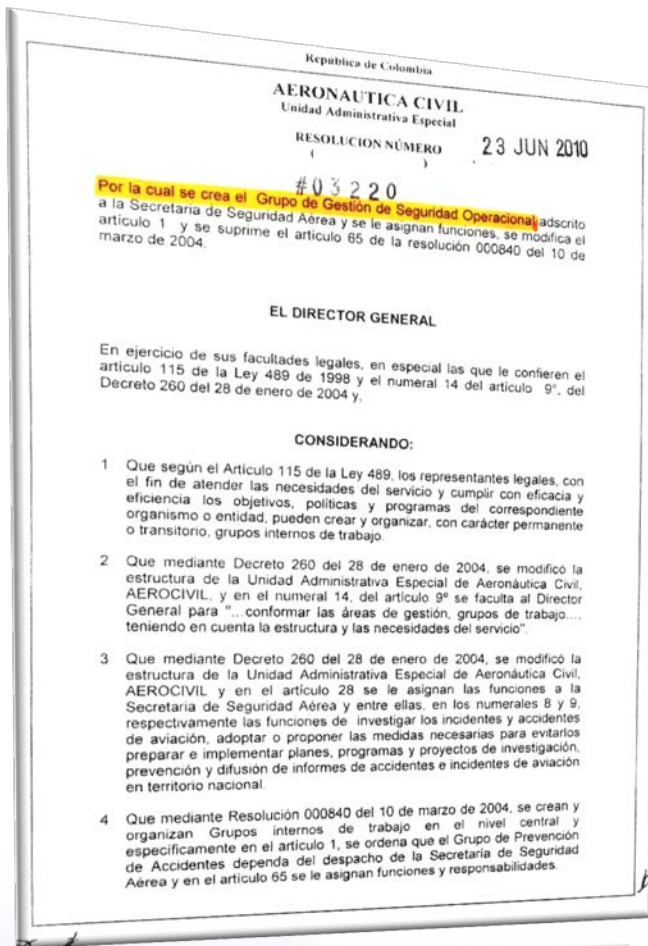 República de Colombia
AERONAUTICA CIVIL
Unidad Administrativa Especial
RESOLUCION NÚMERO 23 JUN 2010
( )
#03220
Por la cual se crea el Grupo de Gestión de Seguridad Operacional adscrito
a la Secretaria de Seguridad Aérea y se le asignan funciones, se modifica el
artículo 1 y se suprime el artículo 65 de la resolución 000840 del 10 de
marzo de 2004.
EL DIRECTOR GENERAL
En ejercicio de sus facultades legales, en especial las que le confieren el
artículo 115 de la Ley 489 de 1998 y el numeral 14 del artículo 9°, del
Decreto 260 del 28 de enero de 2004 y,
CONSIDERANDO:
1 Que según el Artículo 115 de la Ley 489, los representantes legales, con
el fin de atender las necesidades del servicio y cumplir con eficacia y
eficiencia los objetivos, políticas y programas del correspondiente
organismo o entidad, pueden crear y organizar, con carácter permanente
o transitorio, grupos internos de trabajo.
2 Que mediante Decreto 260 del 28 de enero de 2004, se modificó la
estructura de la Unidad Administrativa Especial de Aeronáutica Civil,
AEROCIVIL, y en el numeral 14, del artículo 9º se faculta al Director
General para "...conformar las áreas de gestión, grupos de trabajo....,
teniendo en cuenta la estructura y las necesidades del servicio".
3 Que mediante Decreto 260 del 28 de enero de 2004, se modificó la
estructura de la Unidad Administrativa Especial de Aeronáutica Civil,
AEROCIVIL y en el artículo 28 se le asignan las funciones a la
Secretaria de Seguridad Aérea y entre ellas, en los numerales 8 y 9,
respectivamente las funciones de investigar los incidentes y accidentes
de aviación, adoptar o proponer las medidas necesarias para evitarlos
preparar e implementar planes, programas y proyectos de investigación,
prevención y difusión de informes de accidentes e incidentes de aviación
en territorio nacional.
4 Que mediante Resolución 000840 del 10 de marzo de 2004, se crean y
organizan Grupos internos de trabajo en el nivel central y
específicamente en el artículo 1, se ordena que el Grupo de Prevención
de Accidentes dependa del despacho de la Secretaría de Seguridad
Aérea y en el artículo 65 se le asignan funciones y responsabilidades.